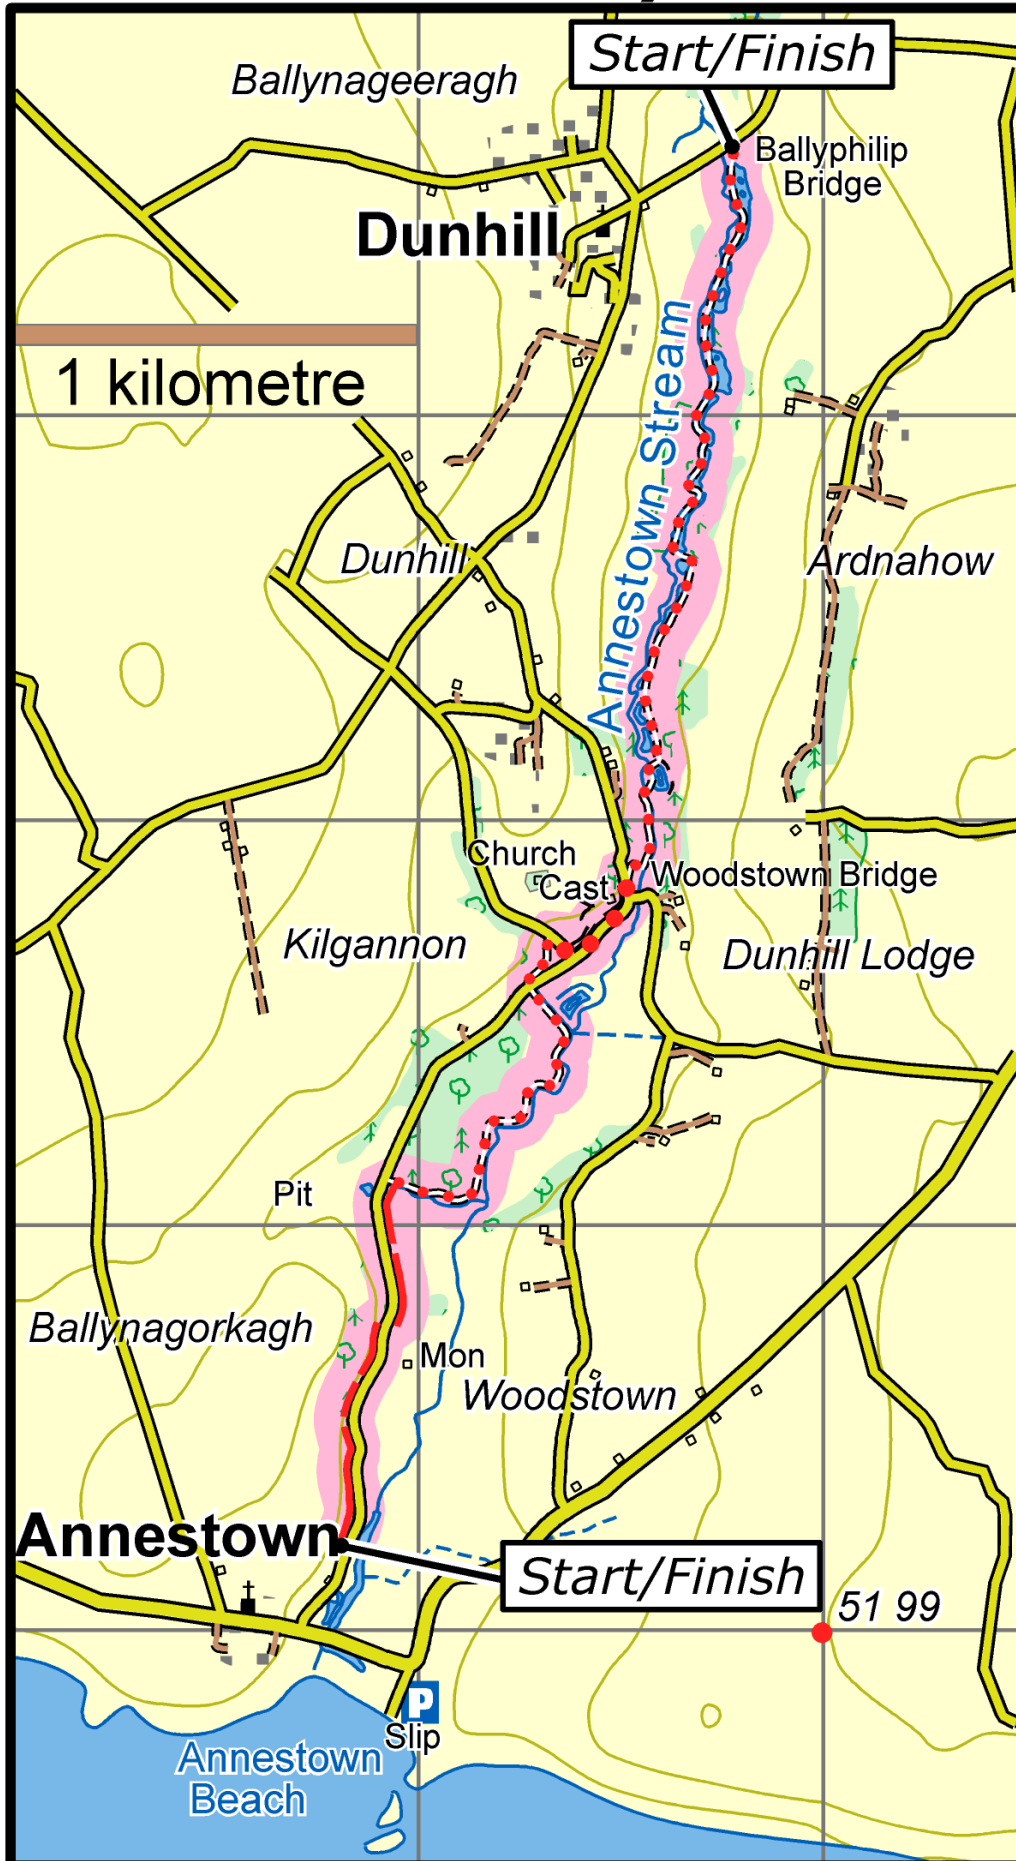 Start/Finish
Ballynageeragh
Ballyphilip
Bridge
Dunhill
1 kilometre
Annestown Stream
Dunhill
Ardnahow
Church
Cast
Woodstown Bridge
Kilgannon
Dunhill Lodge
Pit
Ballynagorkagh
Mon
Woodstown
Annestown
Start/Finish
51 99
P
Slip
Annestown
Beach